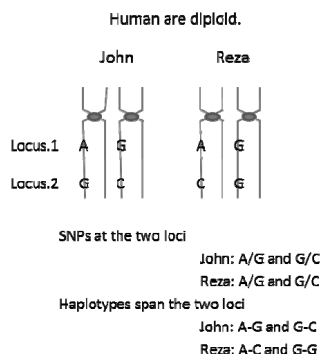 Human are diploid.
John Reza
Locus.1 A G A G
Locus.2 G C C G
SNPs at the two loci
John: A/G and G/C
Reza: A/G and G/C
Haplotypes span the two loci
John: A-G and G-C
Reza: A-C and G-G